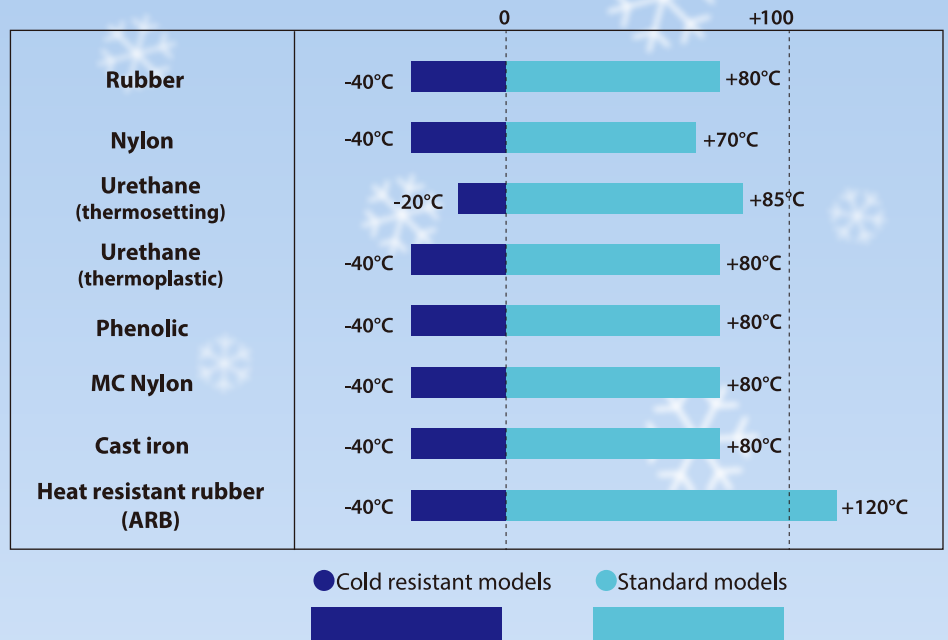 0 +100
Rubber -40°C +80°C
Nylon -40°C +70°C
Urethane
(thermosetting) -20°C +85°C
Urethane
(thermoplastic) -40°C +80°C
Phenolic -40°C +80°C
MC Nylon -40°C +80°C
Cast iron -40°C +80°C
Heat resistant rubber
(ARB) -40°C +120°C
Cold resistant models Standard models